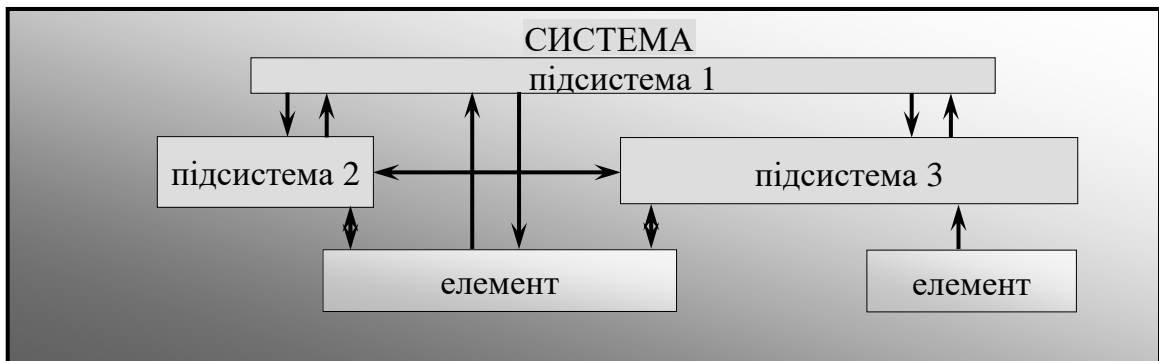 СИСТЕМА
підсистема 1
підсистема 2
підсистема 3
елемент
елемент